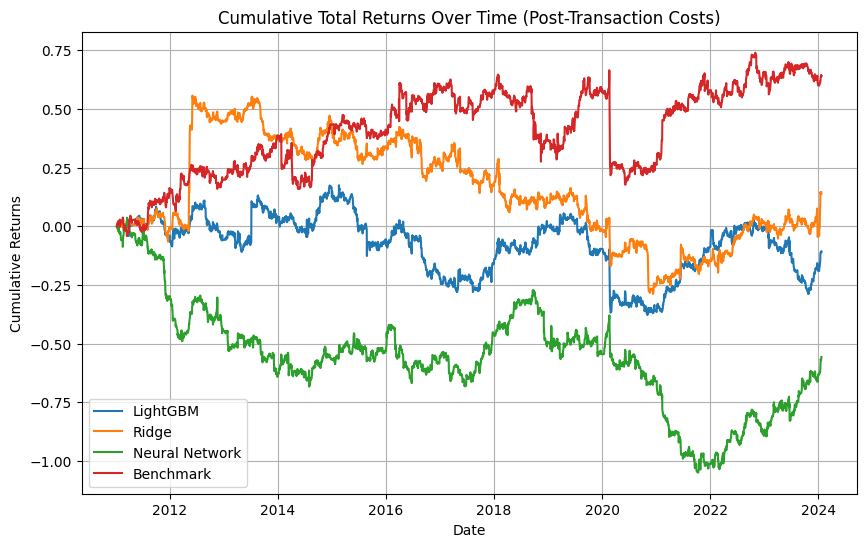 Cumulative Total Returns Over Time (Post-Transaction Costs)
Cumulative Returns
0.75
0.50
0.25
0.00
−0.25
−0.50
−0.75
−1.00
LightGBM
Ridge
Neural Network
Benchmark
2012 2014 2016 2018 2020 2022 2024
Date